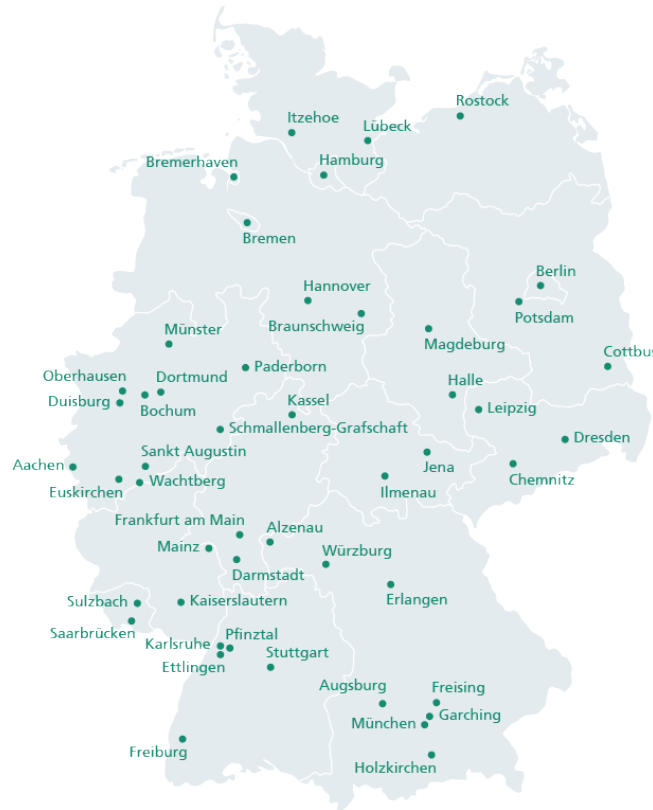 Rostock
Itzehoe
Lübeck
Bremerhaven
Hamburg
Bremen
Berlin
Hannover
Potsdam
Braunschweig
Magdeburg
Münster
Cottbus
Paderborn
Oberhausen
Dortmund
Halle
Duisburg
Bochum
Kassel
Leipzig
Schmallenberg-Grafschaft
Dresden
Sankt Augustin
Aachen
Jena
Chemnitz
Wachtberg
Euskirchen
Ilmenau
Frankfurt am Main
Alzenau
Mainz
Würzburg
Darmstadt
Erlangen
Sulzbach
Kaiserslautern
Saarbrücken
Pfinztal
Karlsruhe
Stuttgart
Ettlingen
Augsburg
Freising
Garching
München
Freiburg
Holzkirchen